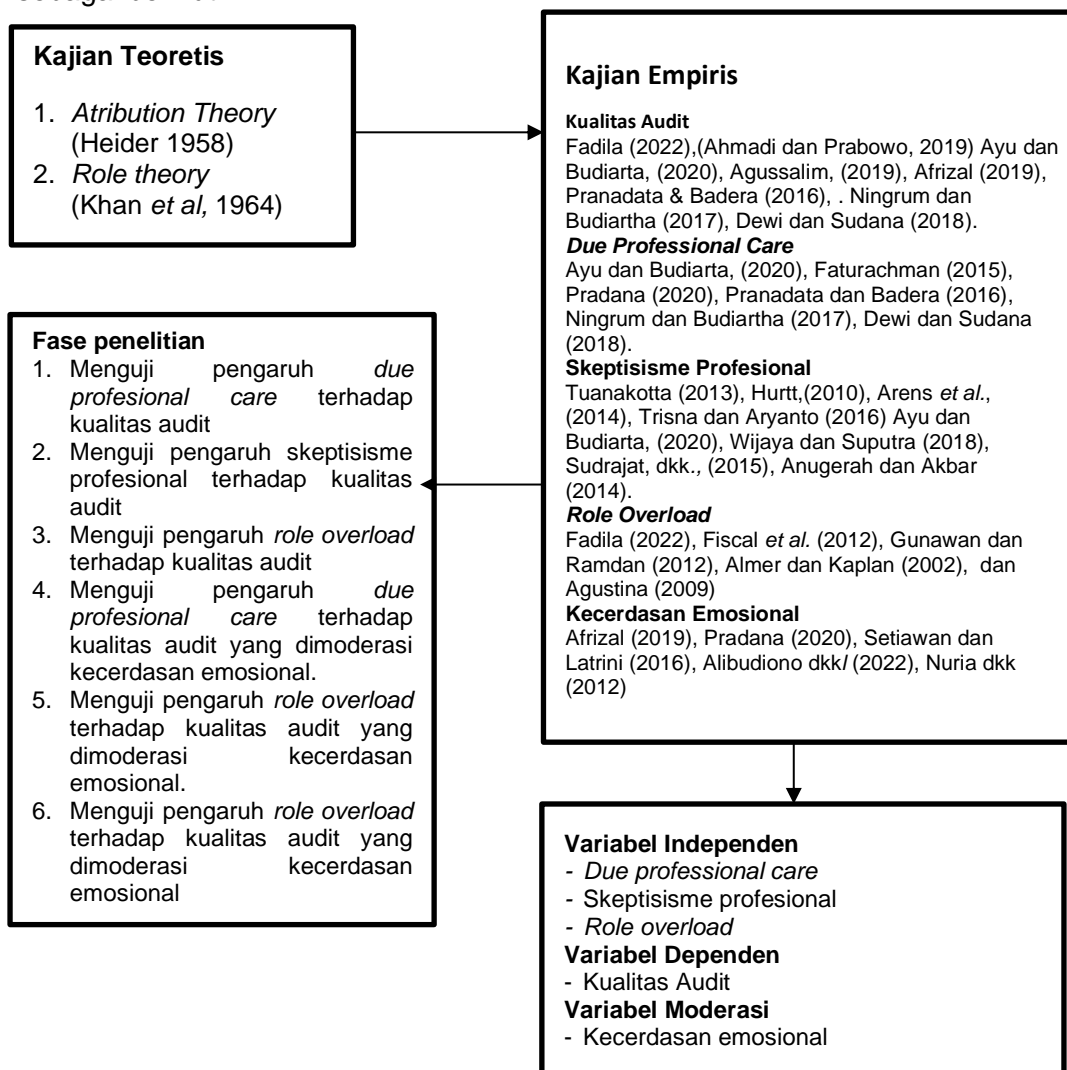 Kajian Teoretis
1. Atribution Theory
(Heider 1958)
2. Role theory
(Khan et al, 1964)
Kajian Empiris
Kualitas Audit
Fadila (2022),(Ahmadi dan Prabowo, 2019) Ayu dan
Budiarta, (2020), Agussalim, (2019), Afrizal (2019),
Pranadata & Badera (2016), . Ningrum dan
Budiartha (2017), Dewi dan Sudana (2018).
Due Professional Care
Ayu dan Budiarta, (2020), Faturachman (2015),
Pradana (2020), Pranadata dan Badera (2016),
Ningrum dan Budiartha (2017), Dewi dan Sudana
(2018).
Skeptisisme Profesional
Tuanakotta (2013), Hurtt,(2010), Arens et al.,
(2014), Trisna dan Aryanto (2016) Ayu dan
Budiarta, (2020), Wijaya dan Suputra (2018),
Sudrajat, dkk., (2015), Anugerah dan Akbar
(2014).
Role Overload
Fadila (2022), Fiscal et al. (2012), Gunawan dan
Ramdan (2012), Almer dan Kaplan (2002), dan
Agustina (2009)
Kecerdasan Emosional
Afrizal (2019), Pradana (2020), Setiawan dan
Latrini (2016), Alibudiono dkkl (2022), Nuria dkk
(2012)
Fase penelitian
1. Menguji pengaruh due
profesional care terhadap
kualitas audit
2. Menguji pengaruh skeptisisme
profesional terhadap kualitas
audit
3. Menguji pengaruh role overload
terhadap kualitas audit
4. Menguji pengaruh due
profesional care terhadap
kualitas audit yang dimoderasi
kecerdasan emosional.
5. Menguji pengaruh role overload
terhadap kualitas audit yang
dimoderasi kecerdasan
emosional.
6. Menguji pengaruh role overload
terhadap kualitas audit yang
dimoderasi kecerdasan
emosional
Variabel Independen
- Due professional care
- Skeptisisme profesional
- Role overload
Variabel Dependen
- Kualitas Audit
Variabel Moderasi
- Kecerdasan emosional